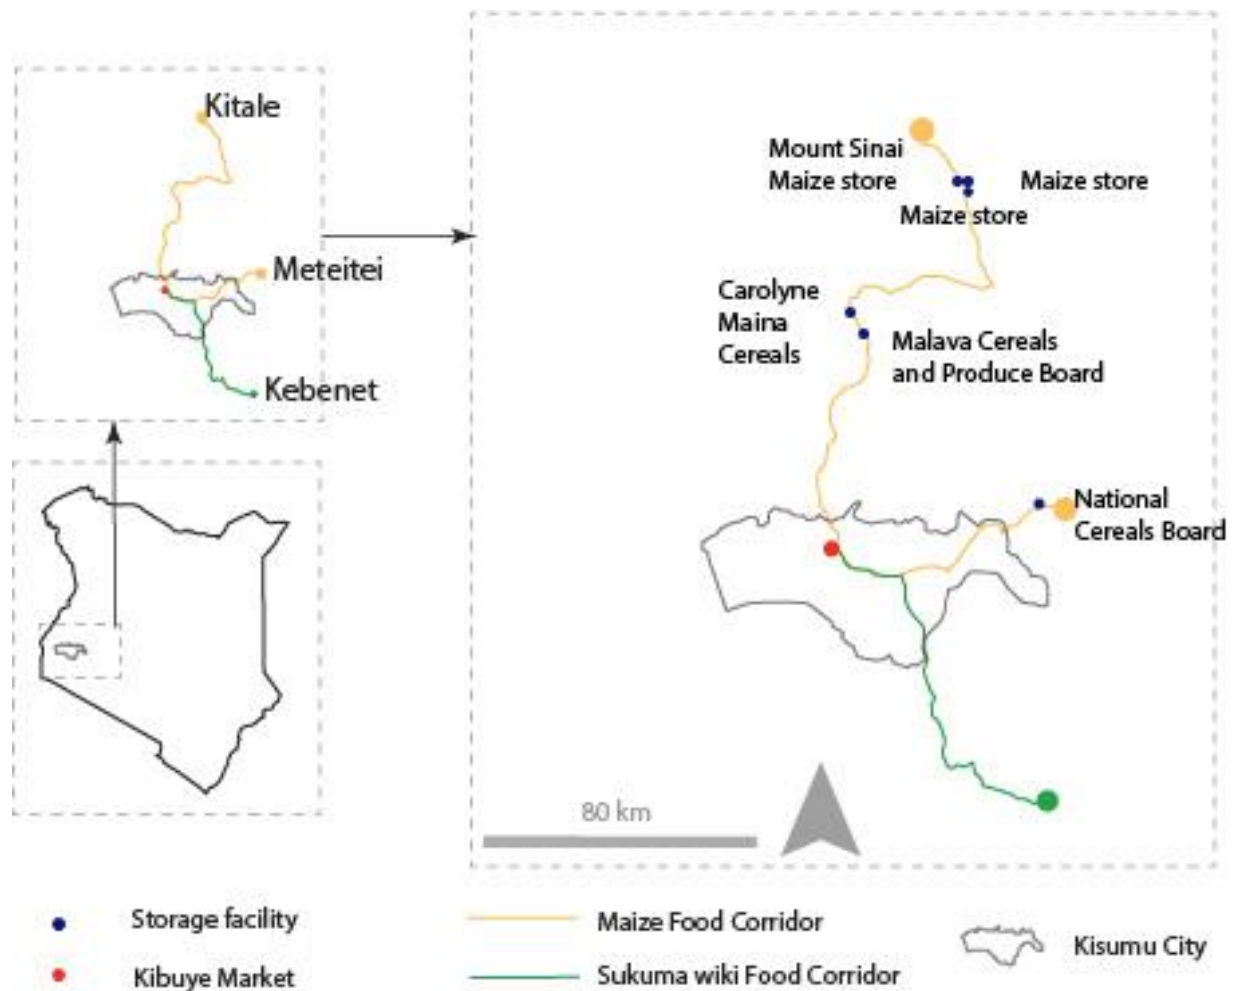 Kitale
Meteitei
Kebenet
Mount Sinai
Maize store
Maize store
Maize store
Carolyne
Maina
Cereals
Malava Cereals
and Produce Board
National
Cereals Board
80 km
Storage facility
Kibuye Market
Maize Food Corridor
Sukuma wiki Food Corridor
Kisumu City